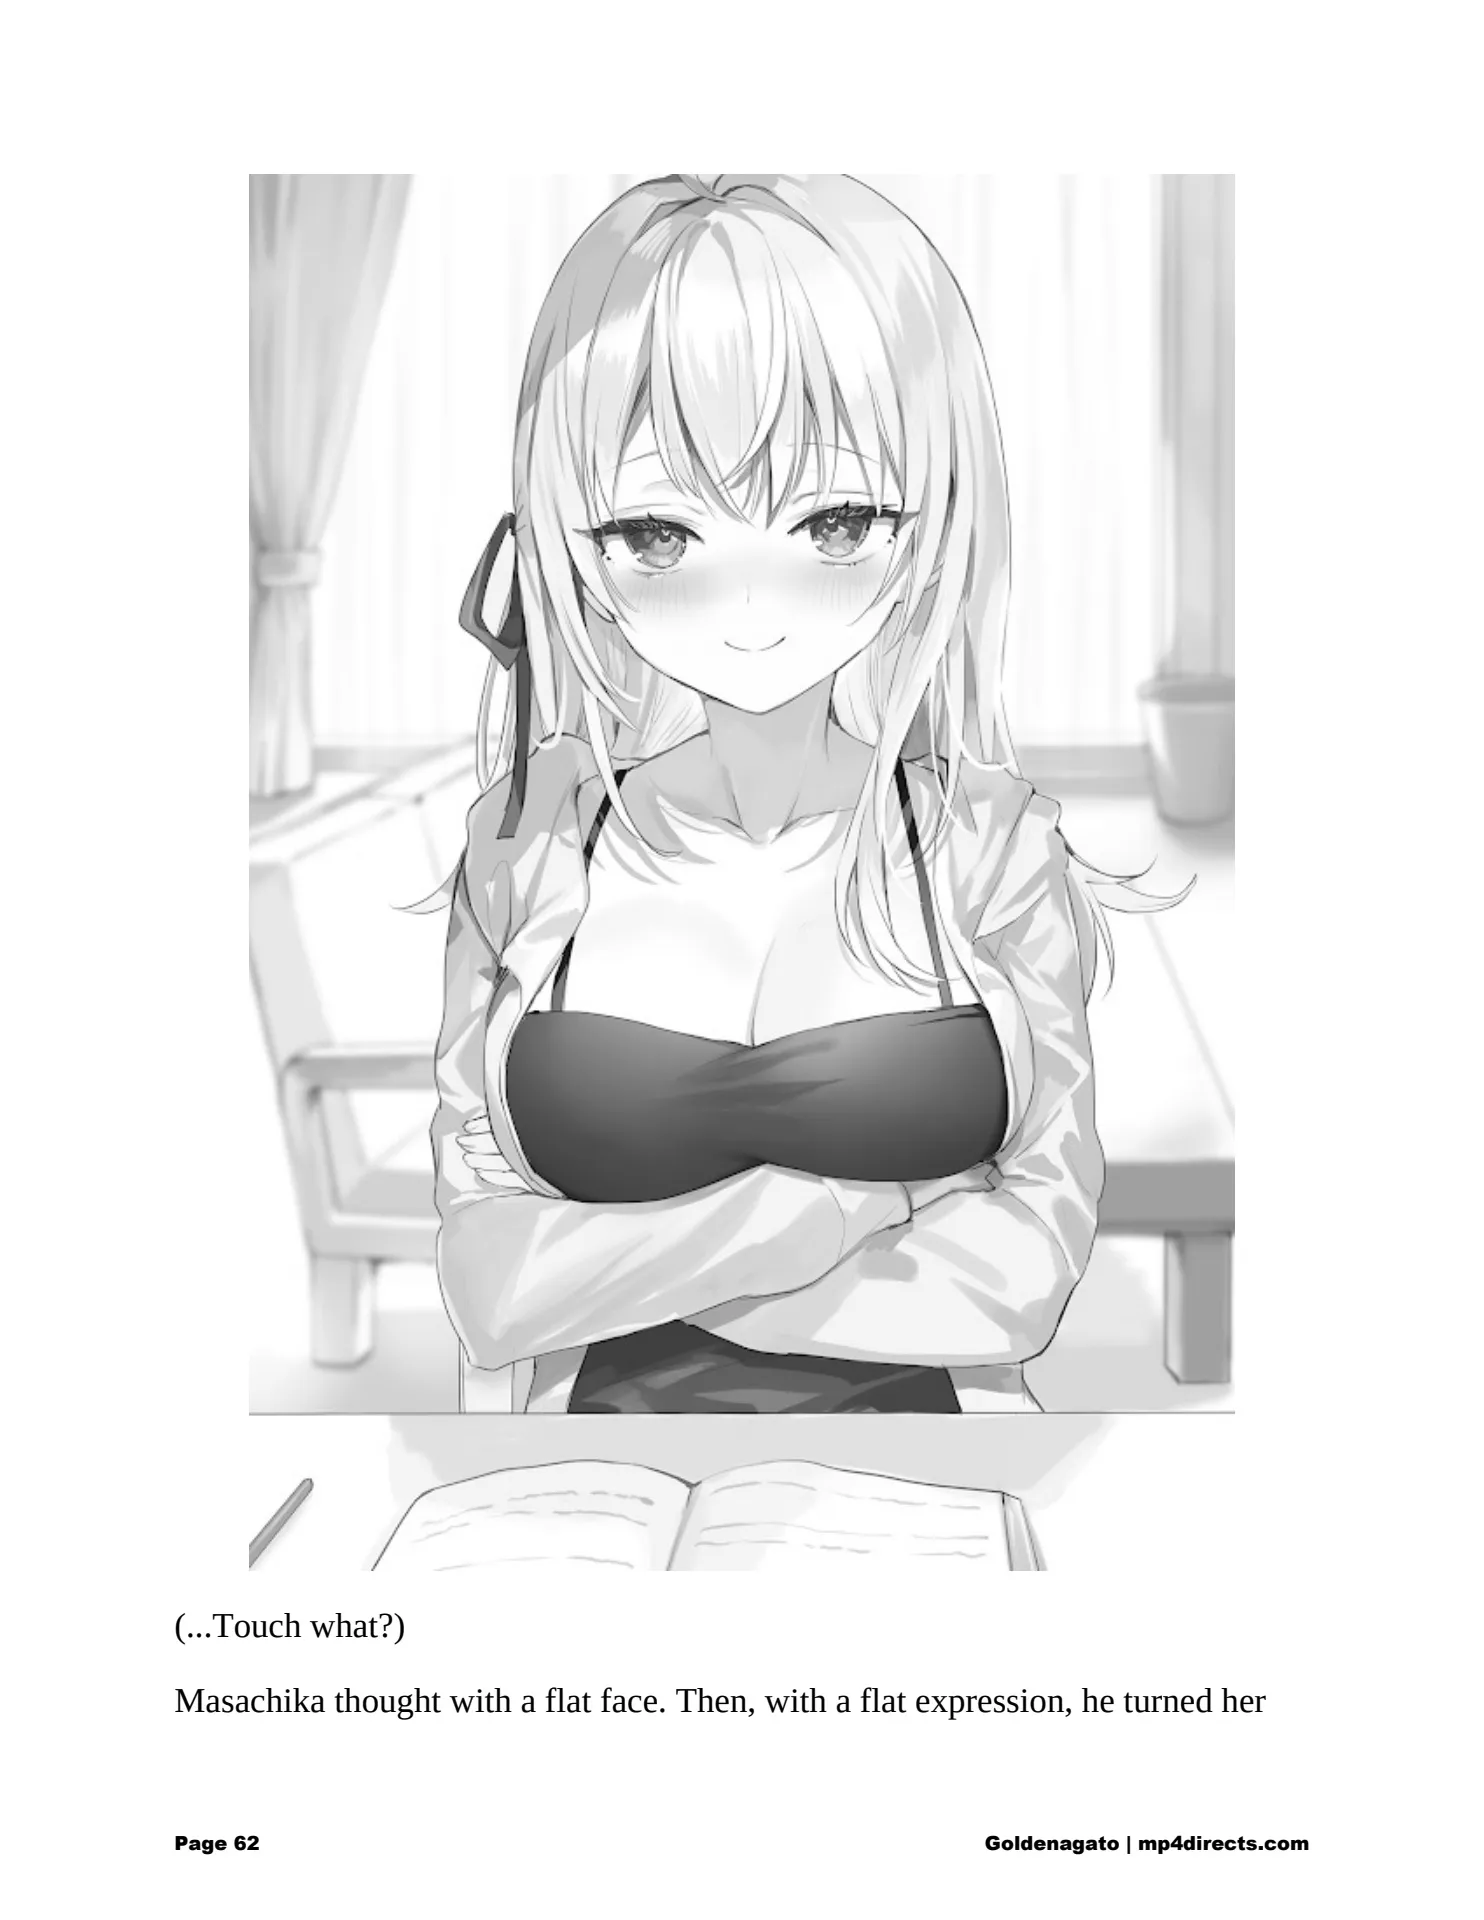 (...Touch what?)
Masachika thought with a flat face. Then, with a flat expression, he turned her
Page 62
Goldenagato | mp4directs.com